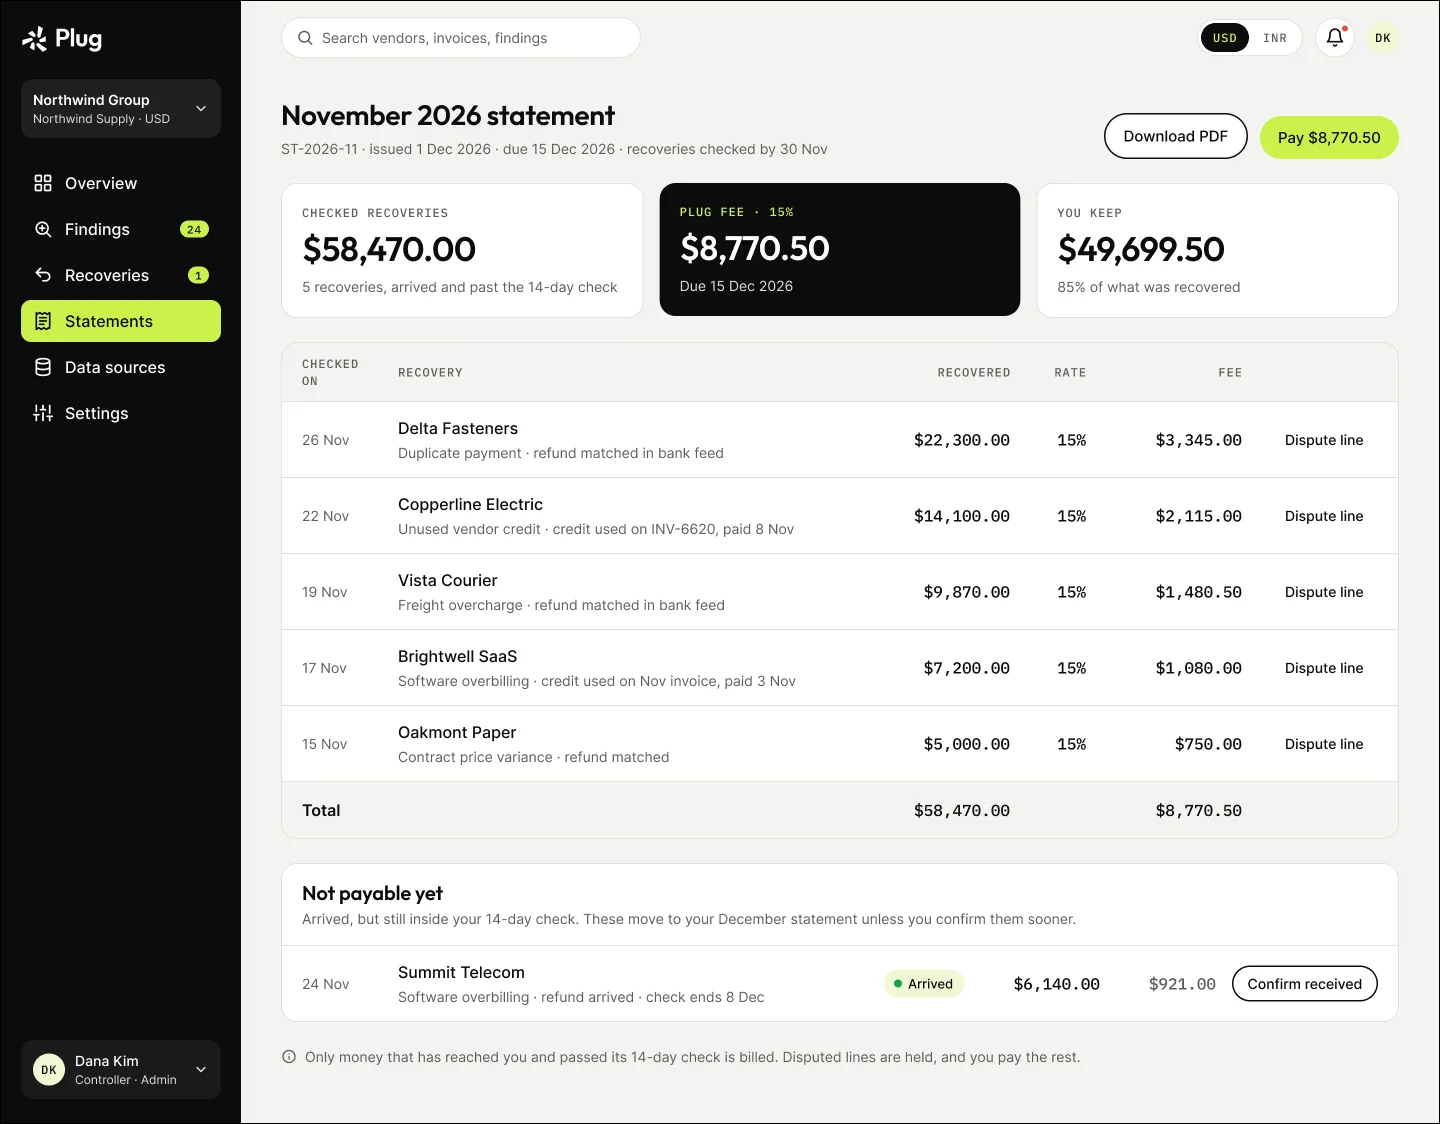 Plug
Search vendors, invoices, findings
USD INR
DK
Northwind Group
Northwind Supply · USD
Overview
Findings 24
Recoveries 1
Statements
Data sources
Settings
Dana Kim
DK
Controller · Admin
November 2026 statement
ST-2026-11 · issued 1 Dec 2026 · due 15 Dec 2026 · recoveries checked by 30 Nov
Download PDF
Pay $8,770.50
CHECKED RECOVERIES
$58,470.00
5 recoveries, arrived and past the 14-day check
PLUG FEE · 15%
$8,770.50
Due 15 Dec 2026
YOU KEEP
$49,699.50
85% of what was recovered
CHECKED
ON
RECOVERY RECOVERED RATE FEE
Delta Fasteners
26 Nov $22,300.00 15% $3,345.00 Dispute line
Duplicate payment · refund matched in bank feed
Copperline Electric
22 Nov $14,100.00 15% $2,115.00 Dispute line
Unused vendor credit · credit used on INV-6620, paid 8 Nov
Vista Courier
19 Nov $9,870.00 15% $1,480.50 Dispute line
Freight overcharge · refund matched in bank feed
Brightwell SaaS
17 Nov $7,200.00 15% $1,080.00 Dispute line
Software overbilling · credit used on Nov invoice, paid 3 Nov
Oakmont Paper
15 Nov $5,000.00 15% $750.00 Dispute line
Contract price variance · refund matched
Total $58,470.00 $8,770.50
Not payable yet
Arrived, but still inside your 14-day check. These move to your December statement unless you confirm them sooner.
Summit Telecom
24 Nov Arrived $6,140.00 $921.00 Confirm received
Software overbilling · refund arrived · check ends 8 Dec
Only money that has reached you and passed its 14-day check is billed. Disputed lines are held, and you pay the rest.